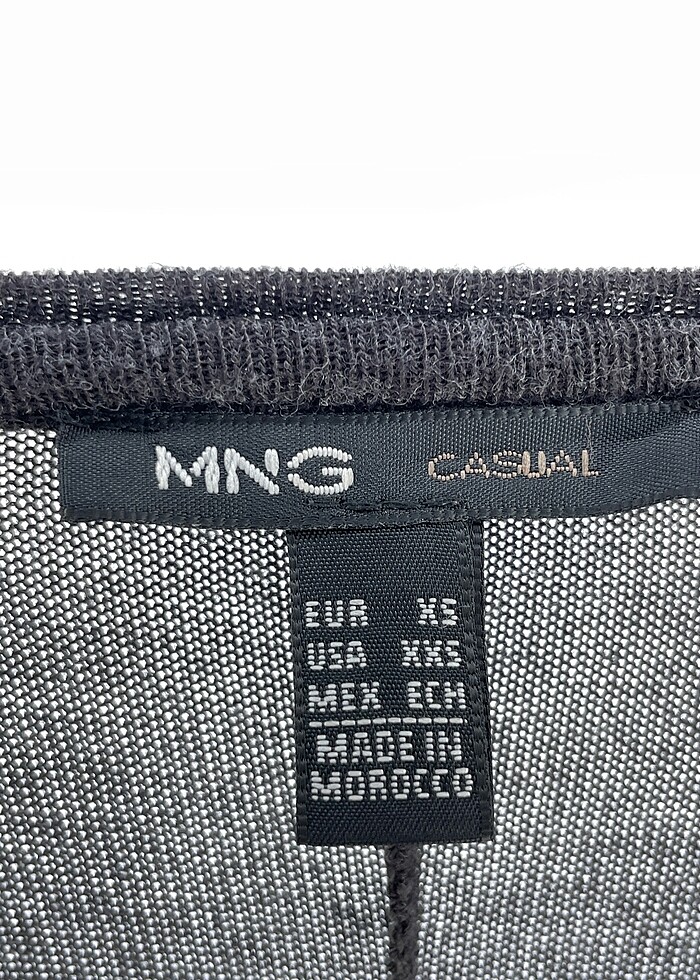 MNG CASUAL
EUR XS
USA XXS
MEX ECH
MADE IN
MOROCCO